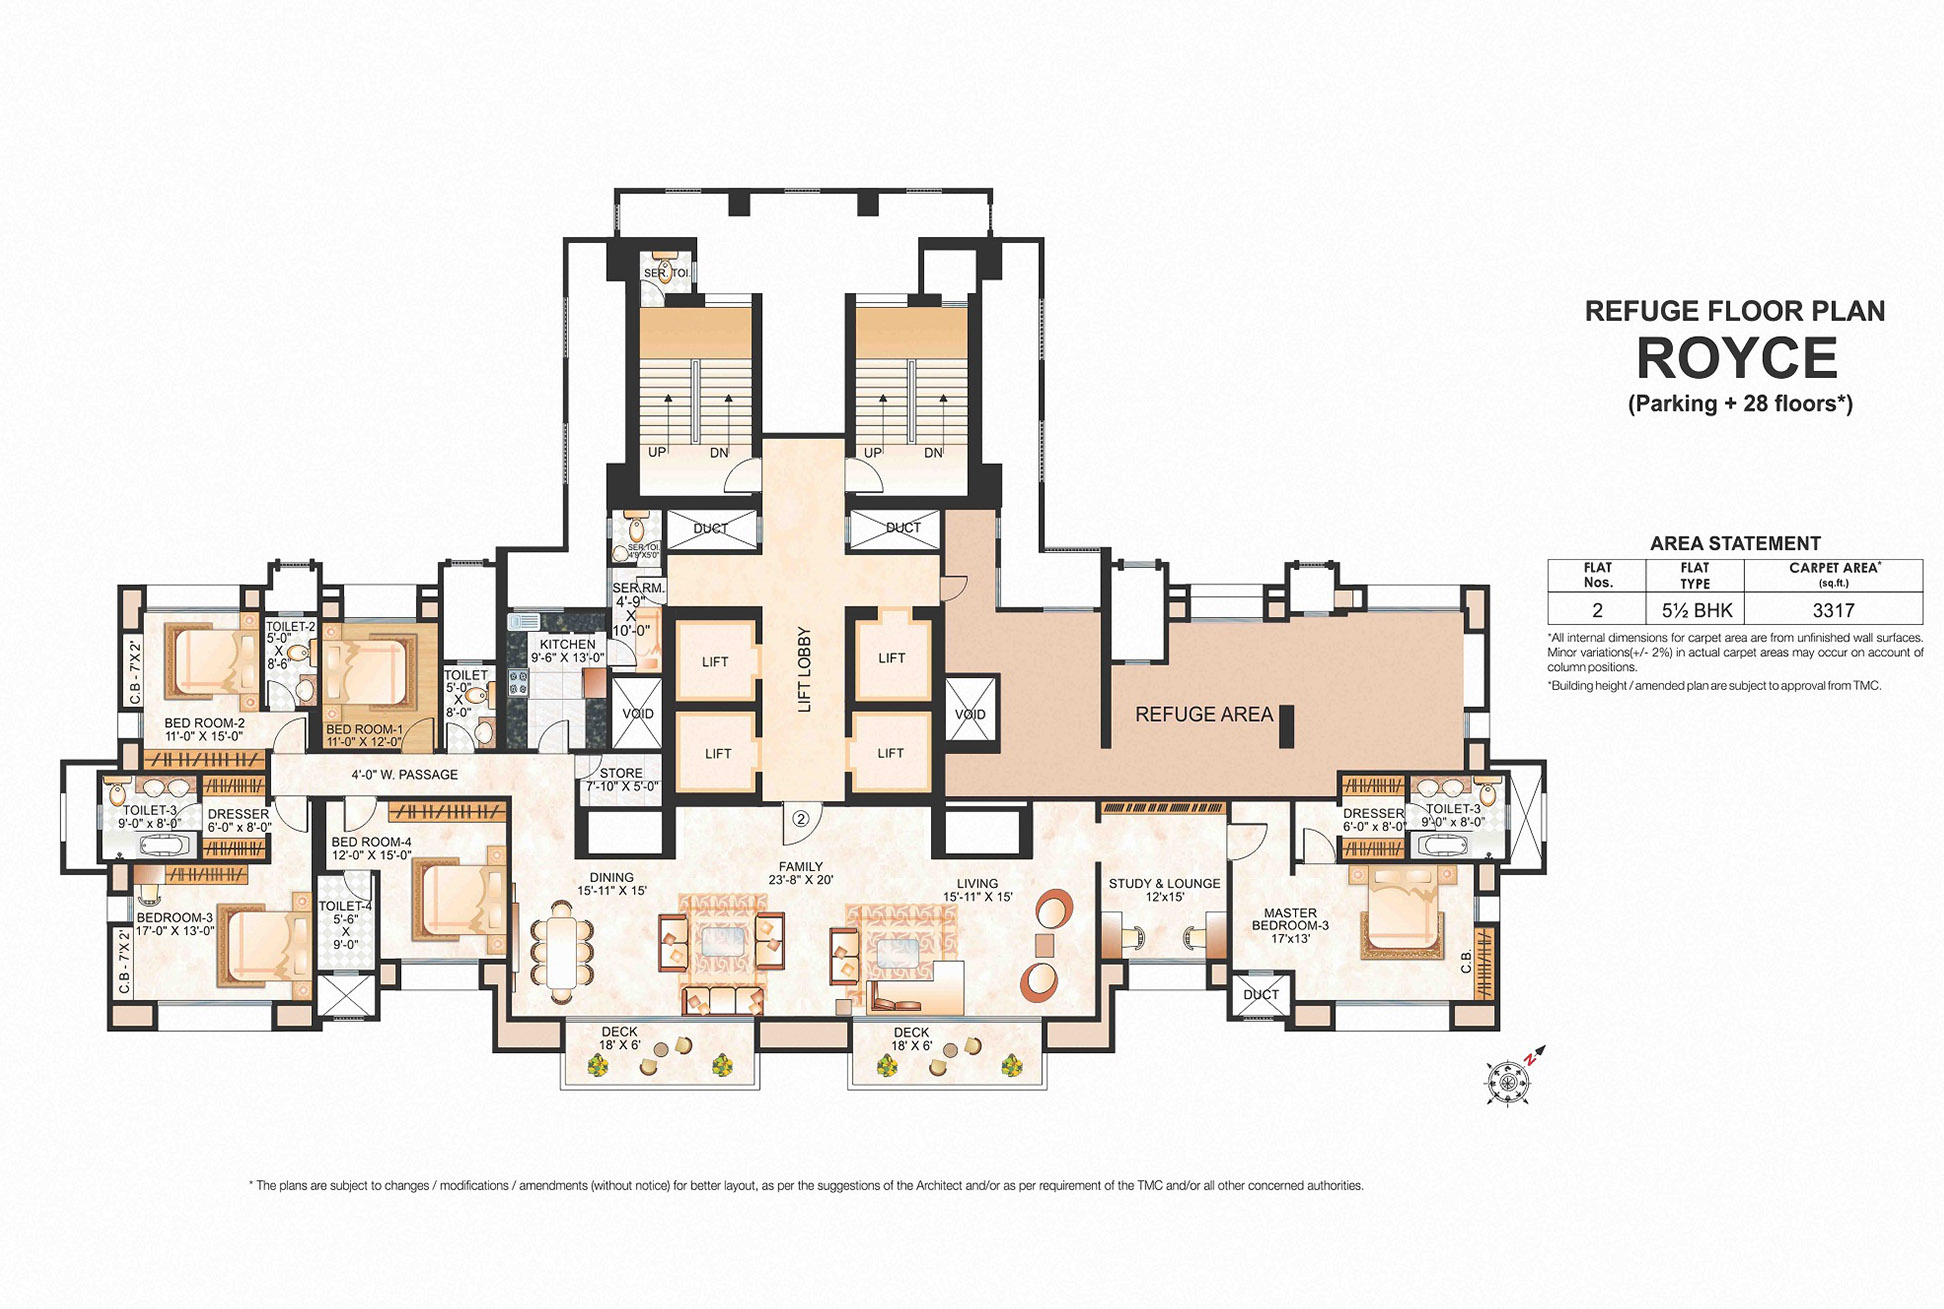 REFUGE FLOOR PLAN
ROYCE
(Parking + 28 floors*)
AREA STATEMENT
FLAT Nos.
FLAT TYPE
CARPET AREA* (sq.ft.)
2
5½ BHK
3317
*All internal dimensions for carpet area are from unfinished wall surfaces.
Minor variations(+/- 2%) in actual carpet areas may occur on account of
column positions.
*Building height / amended plan are subject to approval from TMC.
SER. TOI.
UP
DN
UP
DN
DUCT
DUCT
SER.TOI.
4'9"X5'0"
SER.RM.
4'-9"
X
10'-0"
KITCHEN
9'-6" X 13'-0"
LIFT
LIFT
LIFT
LIFT
LIFT LOBBY
VOID
VOID
REFUGE AREA
TOILET-2
5'-0"
X
8'-6"
C.B - 7'X 2'
BED ROOM-2
11'-0" X 15'-0"
BED ROOM-1
11'-0" X 12'-0"
TOILET
5'-0"
X
8'-0"
4'-0" W. PASSAGE
STORE
7'-10" X 5'-0"
TOILET-3
9'-0" x 8'-0"
DRESSER
6'-0" x 8'-0"
BED ROOM-4
12'-0" X 15'-0"
BEDROOM-3
17'-0" X 13'-0"
C.B - 7'X 2'
TOILET-4
5'-6"
X
9'-0"
DINING
15'-11" X 15'
2
FAMILY
23'-8" X 20'
LIVING
15'-11" X 15'
STUDY & LOUNGE
12'x15'
MASTER
BEDROOM-3
17'x13'
DRESSER
6'-0" x 8'-0"
TOILET-3
9'-0" x 8'-0"
C.B.
DUCT
DECK
18' X 6'
DECK
18' X 6'
N
* The plans are subject to changes / modifications / amendments (without notice) for better layout, as per the suggestions of the Architect and/or as per requirement of the TMC and/or all other concerned authorities.